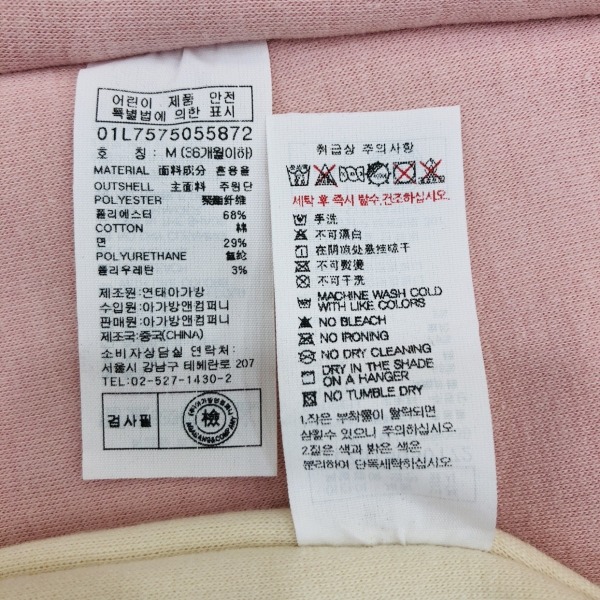 어린이 제품 안전
특별법에 의한 표시
01L7575055872
호 칭 : M (36개월이하)
MATERIAL 面料成分 혼용율
OUTSHELL 主面料 주원단
POLYESTER 聚酯纤维
폴리에스터 68%
COTTON 棉
면 29%
POLYURETHANE 氨纶
폴리우레탄 3%
제조원:연태아가방
수입원:아가방앤컴퍼니
판매원:아가방앤컴퍼니
제조국:중국(CHINA)
소비자상담실 연락처:
서울시 강남구 테헤란로 207
TEL:02-527-1430~2
검사필
檢
(주)아가방앤컴퍼니
AGABANG&COMPANY
취급상 주의사항
세탁 후 즉시 탈수,건조하십시오.
手洗
不可漂白
在阴凉处悬挂晾干
不可熨烫
不可干洗
MACHINE WASH COLD
WITH LIKE COLORS
NO BLEACH
NO IRONING
NO DRY CLEANING
DRY IN THE SHADE
ON A HANGER
NO TUMBLE DRY
1.작은 부착물이 탈락되면
삼킬수 있으니 주의하십시오.
2.짙은 색과 밝은 색은
분리하여 단독세탁하십시오.